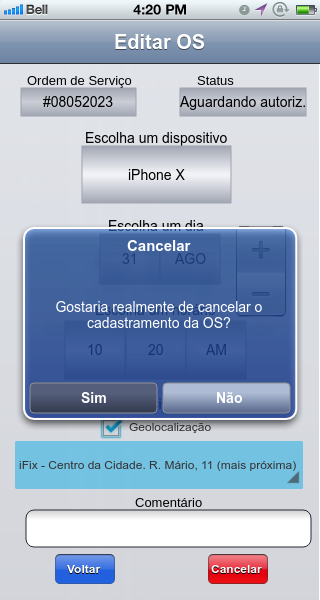 Bell 4:20 PM
Editar OS
Ordem de Serviço Status
#08052023 Aguardando autoriz.
Escolha um dispositivo
iPhone X
Escolha um dia
Cancelar
31 AGO +
Gostaria realmente de cancelar o
cadastramento da OS?
10 20 AM
Sim Não
Geolocalização
iFix - Centro da Cidade. R. Mário, 11 (mais próxima)
Comentário
Voltar Cancelar